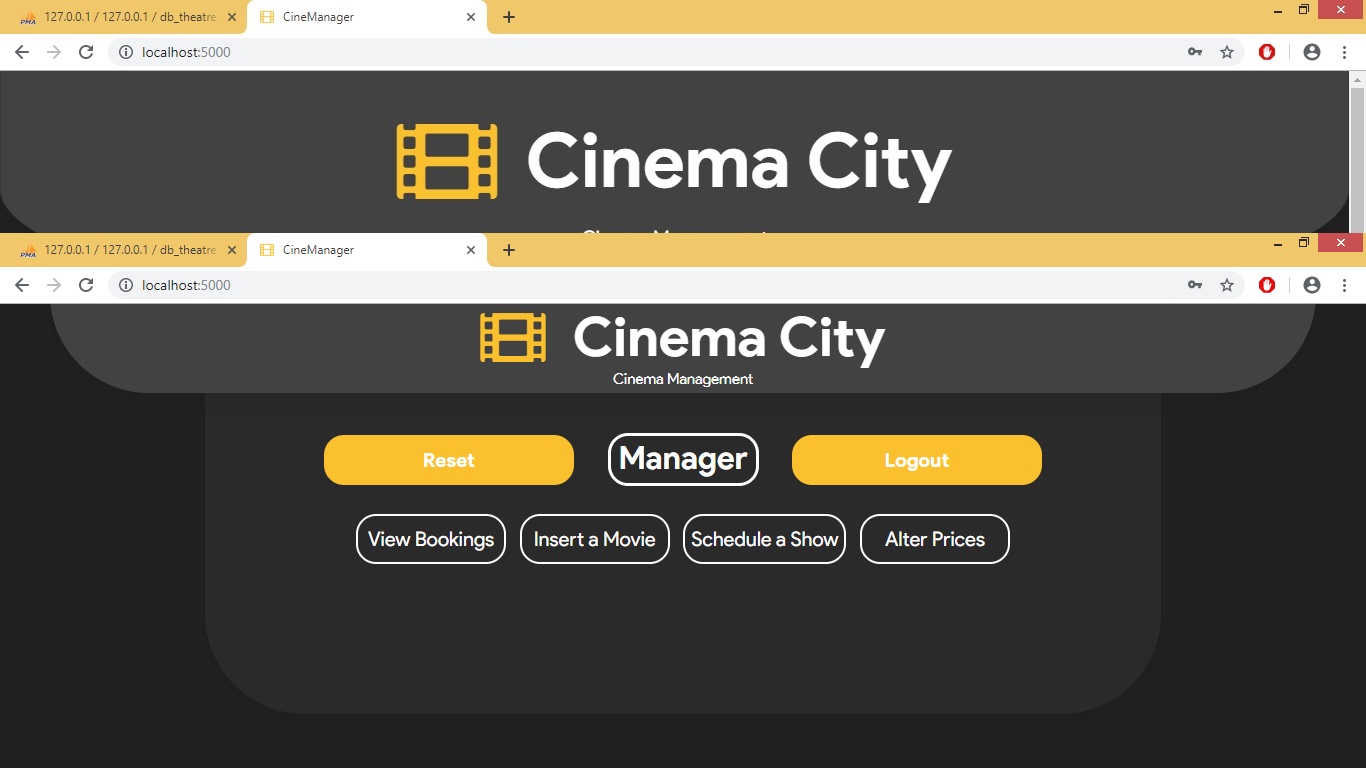 127.0.0.1 / 127.0.0.1 / db_theatre
CineManager
localhost:5000
Cinema City
127.0.0.1 / 127.0.0.1 / db_theatre
CineManager
localhost:5000
Cinema City
Cinema Management
Reset
Manager
Logout
View Bookings
Insert a Movie
Schedule a Show
Alter Prices